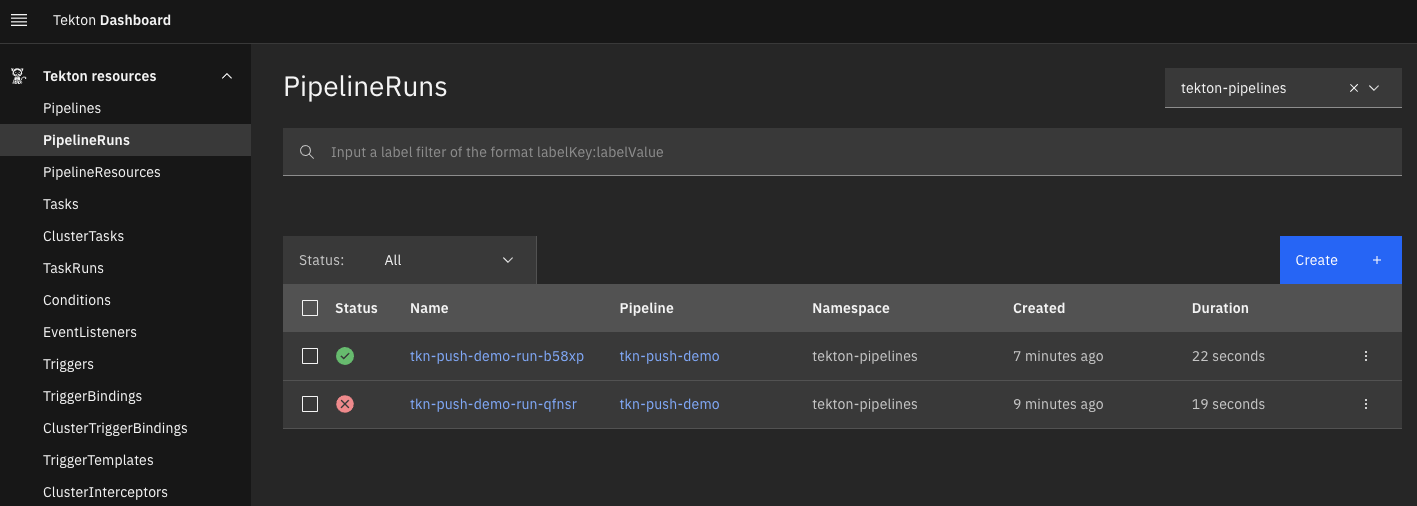 Tekton Dashboard
Tekton resources
Pipelines
PipelineRuns
PipelineResources
Tasks
ClusterTasks
TaskRuns
Conditions
EventListeners
Triggers
TriggerBindings
ClusterTriggerBindings
TriggerTemplates
ClusterInterceptors
PipelineRuns
tekton-pipelines
Input a label filter of the format labelKey:labelValue
Status: All
Create +
Status Name Pipeline Namespace Created Duration
tkn-push-demo-run-b58xp tkn-push-demo tekton-pipelines 7 minutes ago 22 seconds
tkn-push-demo-run-qfnsr tkn-push-demo tekton-pipelines 9 minutes ago 19 seconds